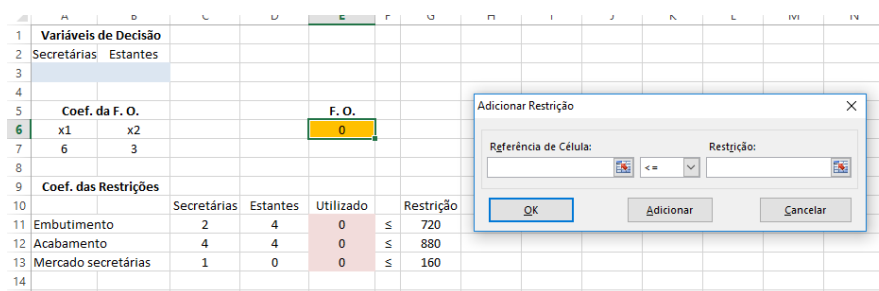 A B C D E F G H I J K L M N
1 Variáveis de Decisão
2 Secretárias Estantes
3
4
5 Coef. da F. O. F. O.
6 x1 x2 0
7 6 3
8
9 Coef. das Restrições
10 Secretárias Estantes Utilizado Restrição
11 Embutimento 2 4 0 ≤ 720
12 Acabamento 4 4 0 ≤ 880
13 Mercado secretárias 1 0 0 ≤ 160
14
Adicionar Restrição
Referência de Célula: Restrição:
<=
OK Adicionar Cancelar